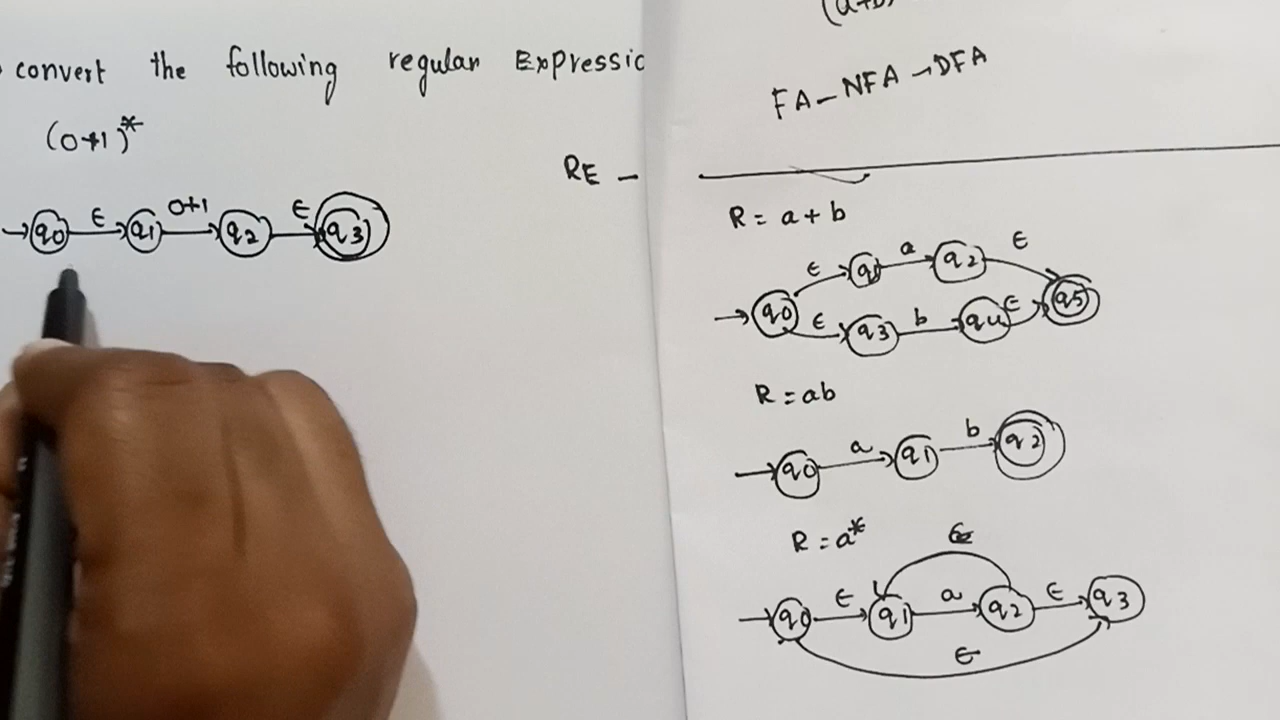 convert the following regular Expressio
(0+1)*
RE –
→ q0 ε q1 0+1 q2 ε q3
(a+b)
FA – NFA → DFA
R = a + b
ε q1 a q2 ε
→ q0
ε q3 b q4 ε q5
R = ab
q0 a q1 b q2
R = a*
ε
q0 ε q1 a q2 ε q3
ε